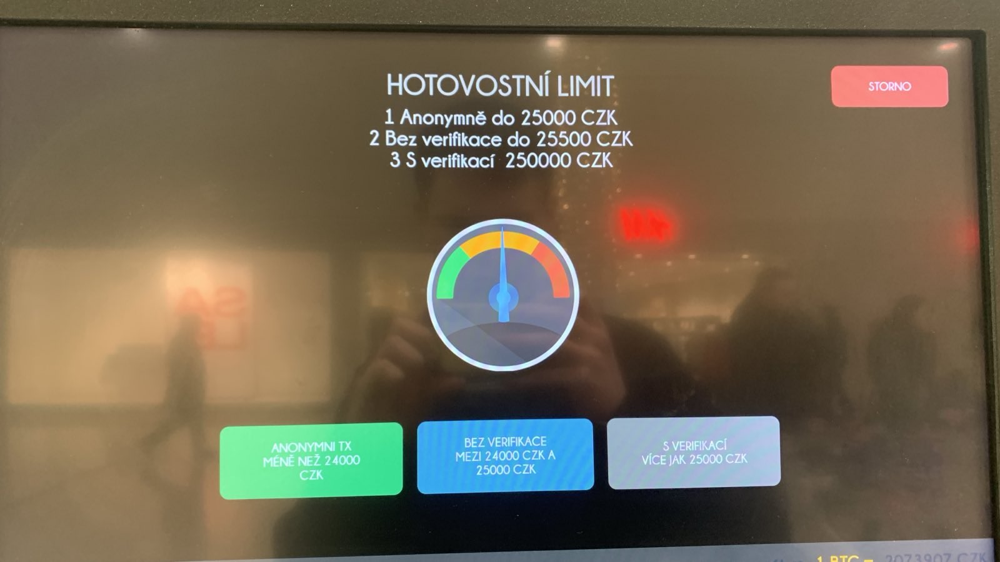 HOTOVOSTNÍ LIMIT
STORNO
1 Anonymně do 25000 CZK
2 Bez verifikace do 25500 CZK
3 S verifikací 250000 CZK
ANONYMNI TX
MÉNĚ NEŽ 24000
CZK
BEZ VERIFIKACE
MEZI 24000 CZK A
25000 CZK
S VERIFIKACÍ
VÍCE JAK 25000 CZK
1 BTC = 2073907 CZK